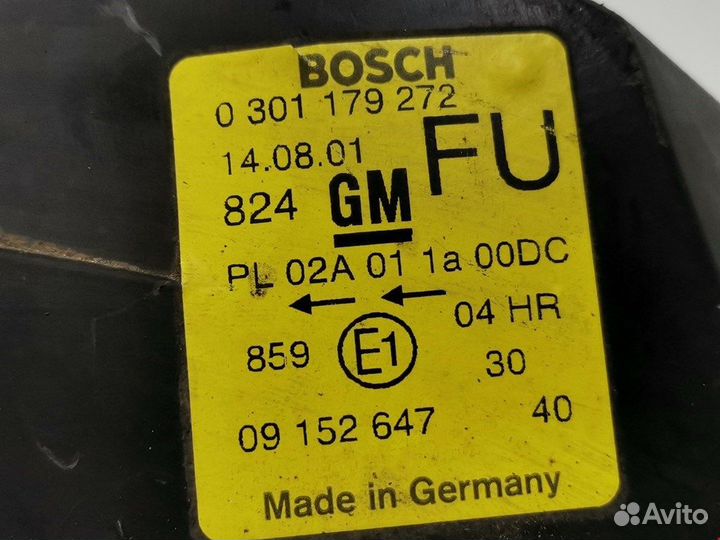 BOSCH
0 301 179 272
14.08.01 FU
824 GM
PL 02A 01 1a 00DC
04 HR
859 E1 30
09 152 647 40
Made in Germany
Avito